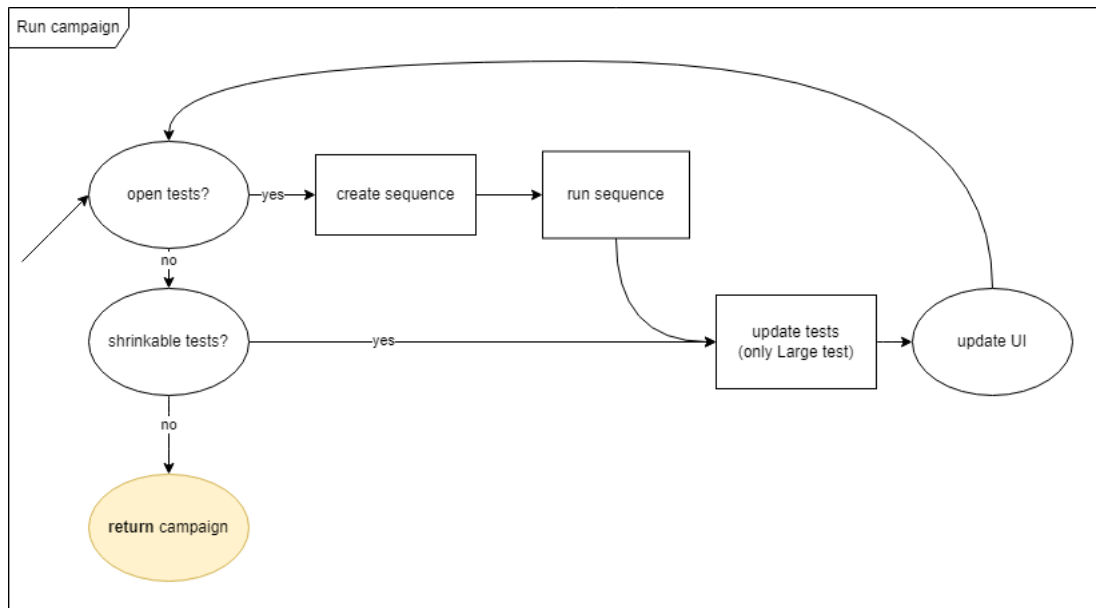 Run campaign
open tests?
yes
create sequence
run sequence
no
shrinkable tests?
yes
update tests
(only Large test)
update UI
no
return campaign